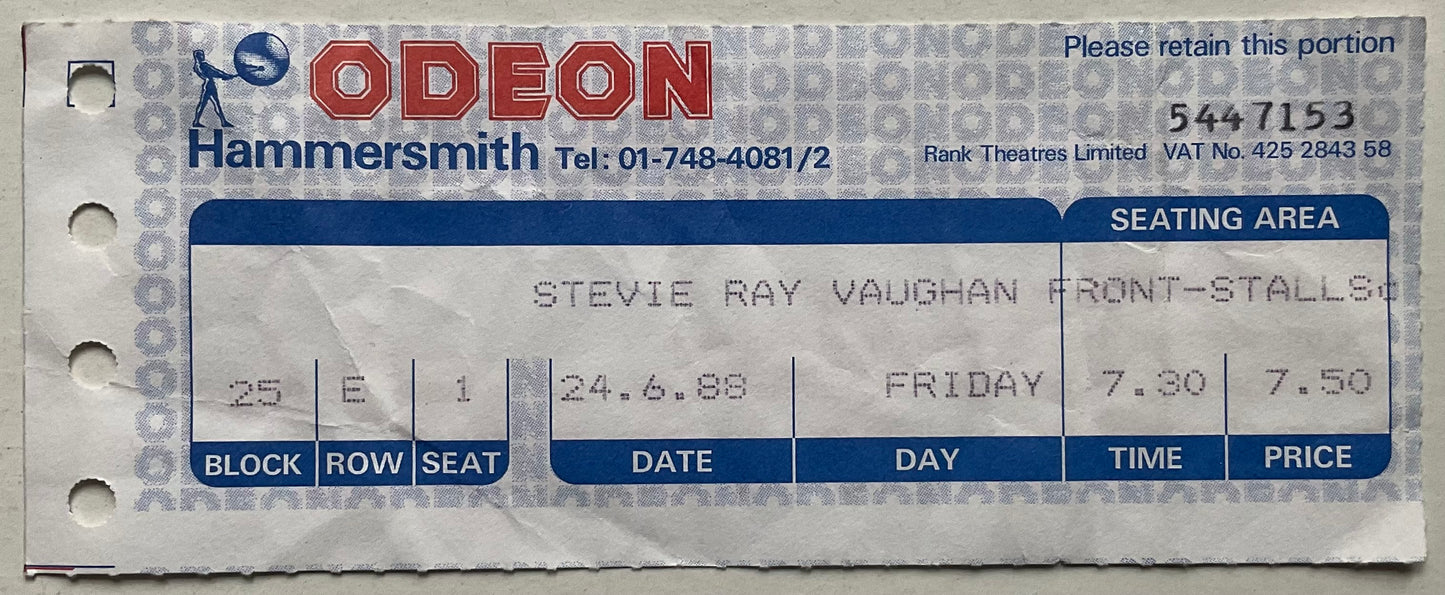 ODEON
Please retain this portion
5447153
Hammersmith Tel: 01-748-4081/2
Rank Theatres Limited VAT No. 425 2843 58
SEATING AREA
STEVIE RAY VAUGHAN FRONT-STALLS
25 E 1 24.6.88 FRIDAY 7.30 7.50
BLOCK ROW SEAT DATE DAY TIME PRICE